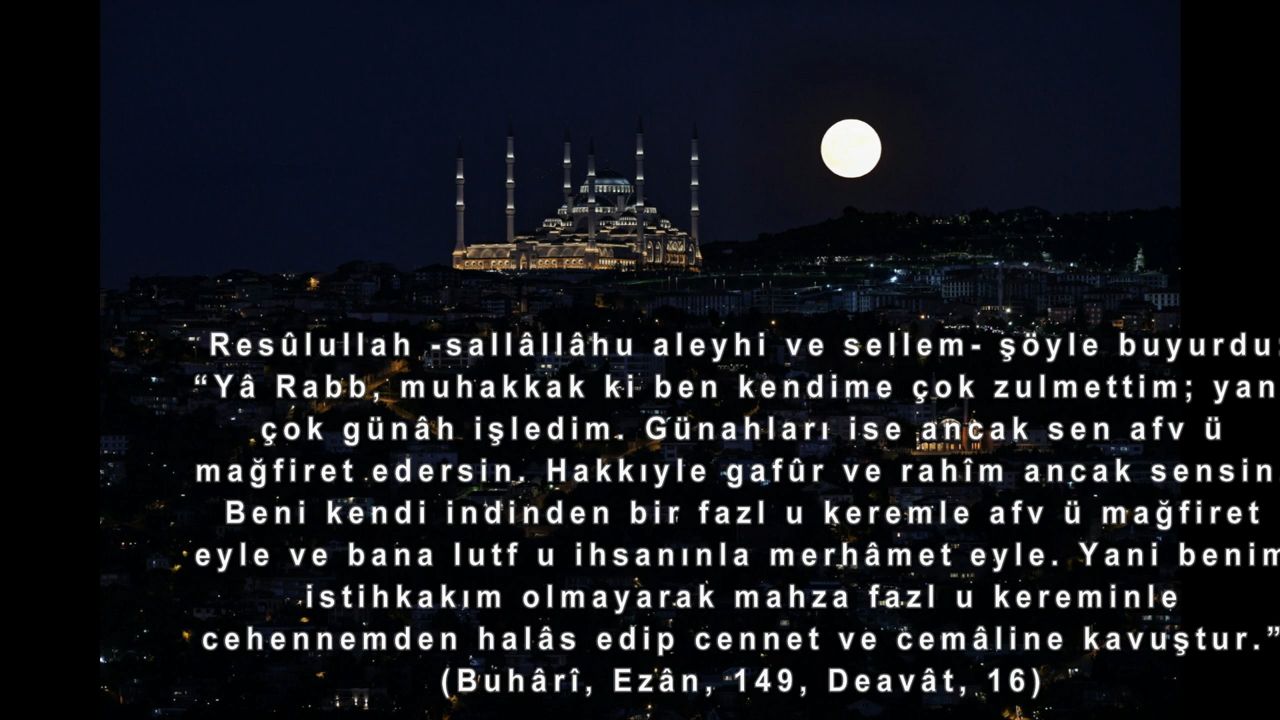 Resûlullah -sallâllâhu aleyhi ve sellem- şöyle buyurdu:
“Yâ Rabb, muhakkak ki ben kendime çok zulmettim; yan
çok günâh işledim. Günahları ise ancak sen afv ü
mağfiret edersin. Hakkıyle gafûr ve rahîm ancak sensin
Beni kendi indinden bir fazl u keremle afv ü mağfiret
eyle ve bana lutf u ihsanınla merhâmet eyle. Yani benim
istihkakım olmayarak mahza fazl u kereminle
cehennemden halâs edip cennet ve cemâline kavuştur.”
(Buhârî, Ezân, 149, Deavât, 16)